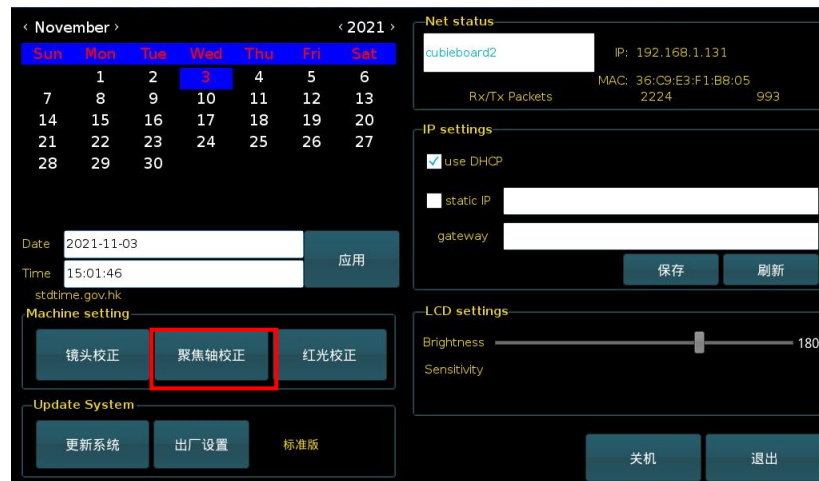 ‹ November › ‹ 2021 ›
Sun Mon Tue Wed Thu Fri Sat
1 2 3 4 5 6
7 8 9 10 11 12 13
14 15 16 17 18 19 20
21 22 23 24 25 26 27
28 29 30
Date 2021-11-03
Time 15:01:46
应用
stdtime.gov.hk
Machine setting
镜头校正 聚焦轴校正 红光校正
Update System
更新系统 出厂设置 标准版
Net status
cubieboard2 IP: 192.168.1.131
MAC: 36:C9:E3:F1:B8:05
Rx/Tx Packets 2224 993
IP settings
use DHCP
static IP
gateway
保存 刷新
LCD settings
Brightness 180
Sensitivity
关机 退出